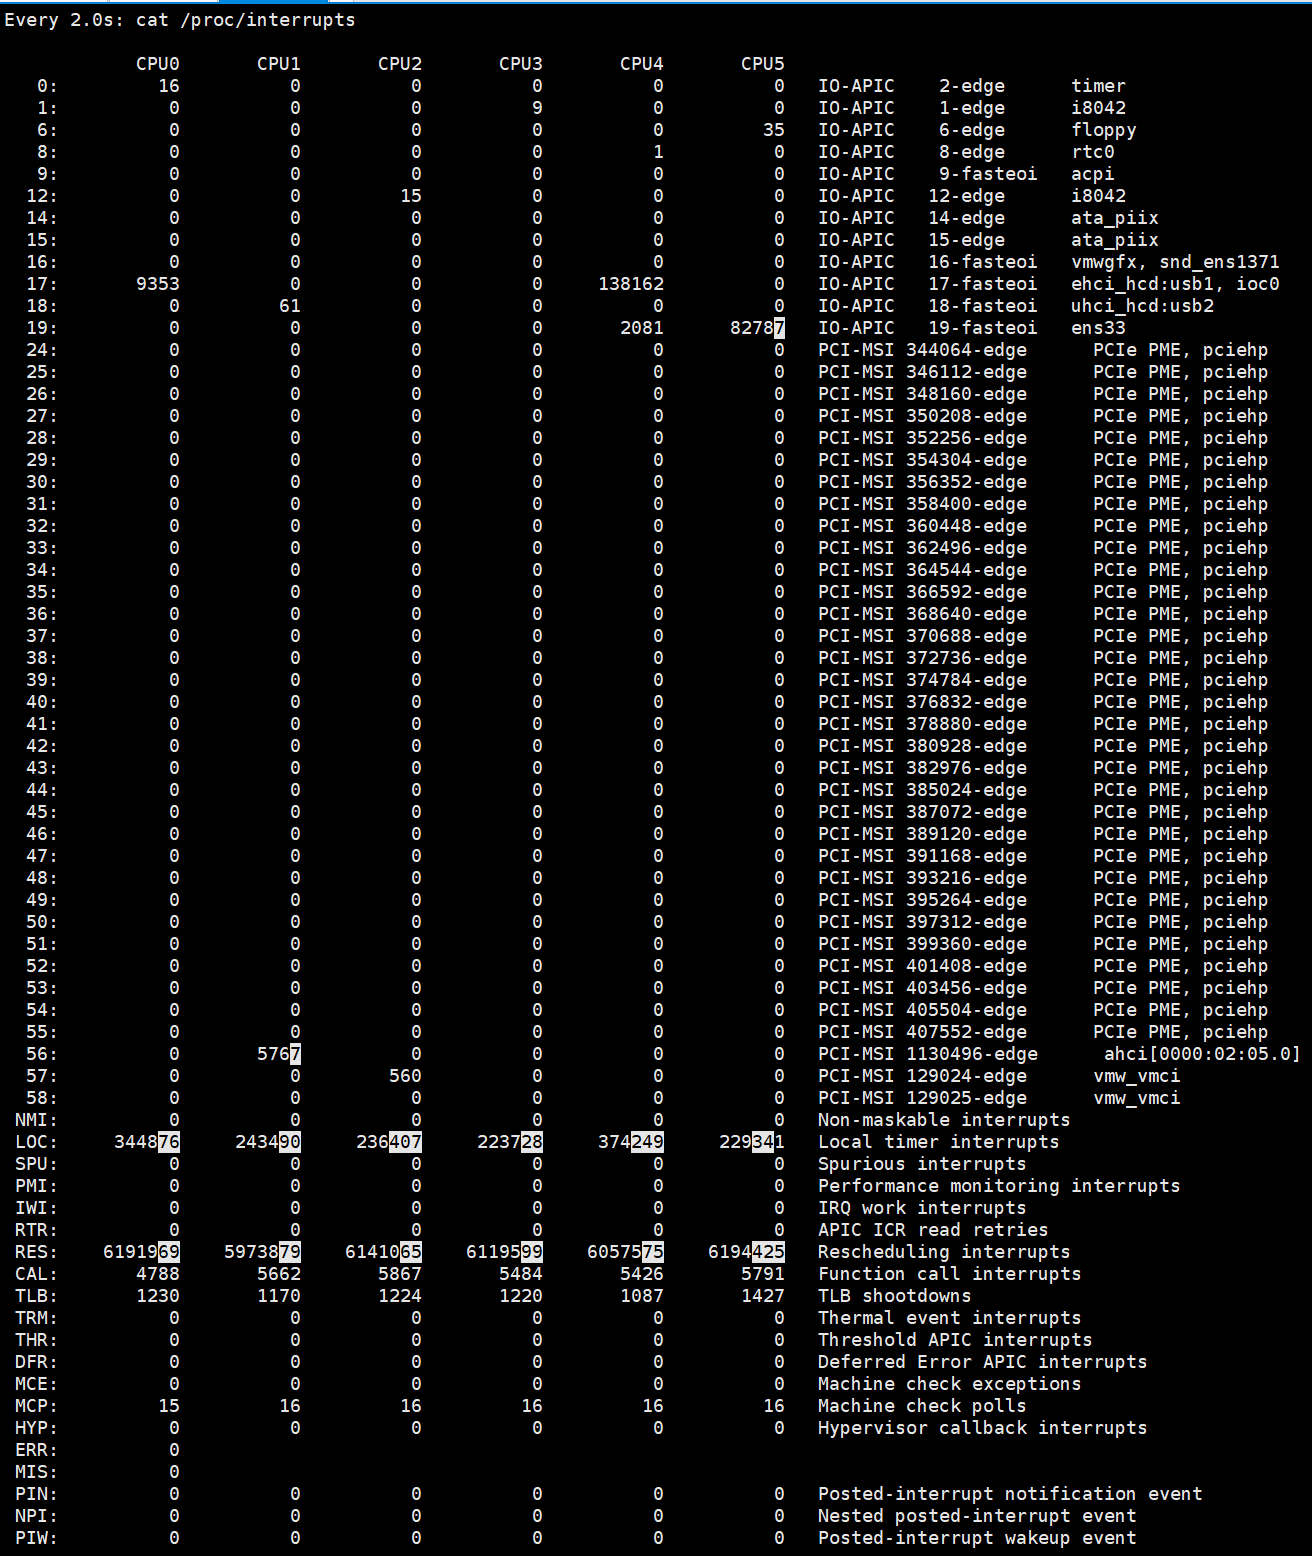 Every 2.0s: cat /proc/interrupts
CPU0 CPU1 CPU2 CPU3 CPU4 CPU5
0: 16 0 0 0 0 0 IO-APIC 2-edge timer
1: 0 0 0 9 0 0 IO-APIC 1-edge i8042
6: 0 0 0 0 0 35 IO-APIC 6-edge floppy
8: 0 0 0 0 1 0 IO-APIC 8-edge rtc0
9: 0 0 0 0 0 0 IO-APIC 9-fasteoi acpi
12: 0 0 15 0 0 0 IO-APIC 12-edge i8042
14: 0 0 0 0 0 0 IO-APIC 14-edge ata_piix
15: 0 0 0 0 0 0 IO-APIC 15-edge ata_piix
16: 0 0 0 0 0 0 IO-APIC 16-fasteoi vmwgfx, snd_ens1371
17: 9353 0 0 0 138162 0 IO-APIC 17-fasteoi ehci_hcd:usb1, ioc0
18: 0 61 0 0 0 0 IO-APIC 18-fasteoi uhci_hcd:usb2
19: 0 0 0 0 2081 82787 IO-APIC 19-fasteoi ens33
24: 0 0 0 0 0 0 PCI-MSI 344064-edge PCIe PME, pciehp
25: 0 0 0 0 0 0 PCI-MSI 346112-edge PCIe PME, pciehp
26: 0 0 0 0 0 0 PCI-MSI 348160-edge PCIe PME, pciehp
27: 0 0 0 0 0 0 PCI-MSI 350208-edge PCIe PME, pciehp
28: 0 0 0 0 0 0 PCI-MSI 352256-edge PCIe PME, pciehp
29: 0 0 0 0 0 0 PCI-MSI 354304-edge PCIe PME, pciehp
30: 0 0 0 0 0 0 PCI-MSI 356352-edge PCIe PME, pciehp
31: 0 0 0 0 0 0 PCI-MSI 358400-edge PCIe PME, pciehp
32: 0 0 0 0 0 0 PCI-MSI 360448-edge PCIe PME, pciehp
33: 0 0 0 0 0 0 PCI-MSI 362496-edge PCIe PME, pciehp
34: 0 0 0 0 0 0 PCI-MSI 364544-edge PCIe PME, pciehp
35: 0 0 0 0 0 0 PCI-MSI 366592-edge PCIe PME, pciehp
36: 0 0 0 0 0 0 PCI-MSI 368640-edge PCIe PME, pciehp
37: 0 0 0 0 0 0 PCI-MSI 370688-edge PCIe PME, pciehp
38: 0 0 0 0 0 0 PCI-MSI 372736-edge PCIe PME, pciehp
39: 0 0 0 0 0 0 PCI-MSI 374784-edge PCIe PME, pciehp
40: 0 0 0 0 0 0 PCI-MSI 376832-edge PCIe PME, pciehp
41: 0 0 0 0 0 0 PCI-MSI 378880-edge PCIe PME, pciehp
42: 0 0 0 0 0 0 PCI-MSI 380928-edge PCIe PME, pciehp
43: 0 0 0 0 0 0 PCI-MSI 382976-edge PCIe PME, pciehp
44: 0 0 0 0 0 0 PCI-MSI 385024-edge PCIe PME, pciehp
45: 0 0 0 0 0 0 PCI-MSI 387072-edge PCIe PME, pciehp
46: 0 0 0 0 0 0 PCI-MSI 389120-edge PCIe PME, pciehp
47: 0 0 0 0 0 0 PCI-MSI 391168-edge PCIe PME, pciehp
48: 0 0 0 0 0 0 PCI-MSI 393216-edge PCIe PME, pciehp
49: 0 0 0 0 0 0 PCI-MSI 395264-edge PCIe PME, pciehp
50: 0 0 0 0 0 0 PCI-MSI 397312-edge PCIe PME, pciehp
51: 0 0 0 0 0 0 PCI-MSI 399360-edge PCIe PME, pciehp
52: 0 0 0 0 0 0 PCI-MSI 401408-edge PCIe PME, pciehp
53: 0 0 0 0 0 0 PCI-MSI 403456-edge PCIe PME, pciehp
54: 0 0 0 0 0 0 PCI-MSI 405504-edge PCIe PME, pciehp
55: 0 0 0 0 0 0 PCI-MSI 407552-edge PCIe PME, pciehp
56: 0 5767 0 0 0 0 PCI-MSI 1130496-edge ahci[0000:02:05.0]
57: 0 0 560 0 0 0 PCI-MSI 129024-edge vmw_vmci
58: 0 0 0 0 0 0 PCI-MSI 129025-edge vmw_vmci
NMI: 0 0 0 0 0 0 Non-maskable interrupts
LOC: 344876 243490 236407 223728 374249 229341 Local timer interrupts
SPU: 0 0 0 0 0 0 Spurious interrupts
PMI: 0 0 0 0 0 0 Performance monitoring interrupts
IWI: 0 0 0 0 0 0 IRQ work interrupts
RTR: 0 0 0 0 0 0 APIC ICR read retries
RES: 6191969 5973879 6141065 6119599 6057575 6194425 Rescheduling interrupts
CAL: 4788 5662 5867 5484 5426 5791 Function call interrupts
TLB: 1230 1170 1224 1220 1087 1427 TLB shootdowns
TRM: 0 0 0 0 0 0 Thermal event interrupts
THR: 0 0 0 0 0 0 Threshold APIC interrupts
DFR: 0 0 0 0 0 0 Deferred Error APIC interrupts
MCE: 0 0 0 0 0 0 Machine check exceptions
MCP: 15 16 16 16 16 16 Machine check polls
HYP: 0 0 0 0 0 0 Hypervisor callback interrupts
ERR: 0
MIS: 0
PIN: 0 0 0 0 0 0 Posted-interrupt notification event
NPI: 0 0 0 0 0 0 Nested posted-interrupt event
PIW: 0 0 0 0 0 0 Posted-interrupt wakeup event